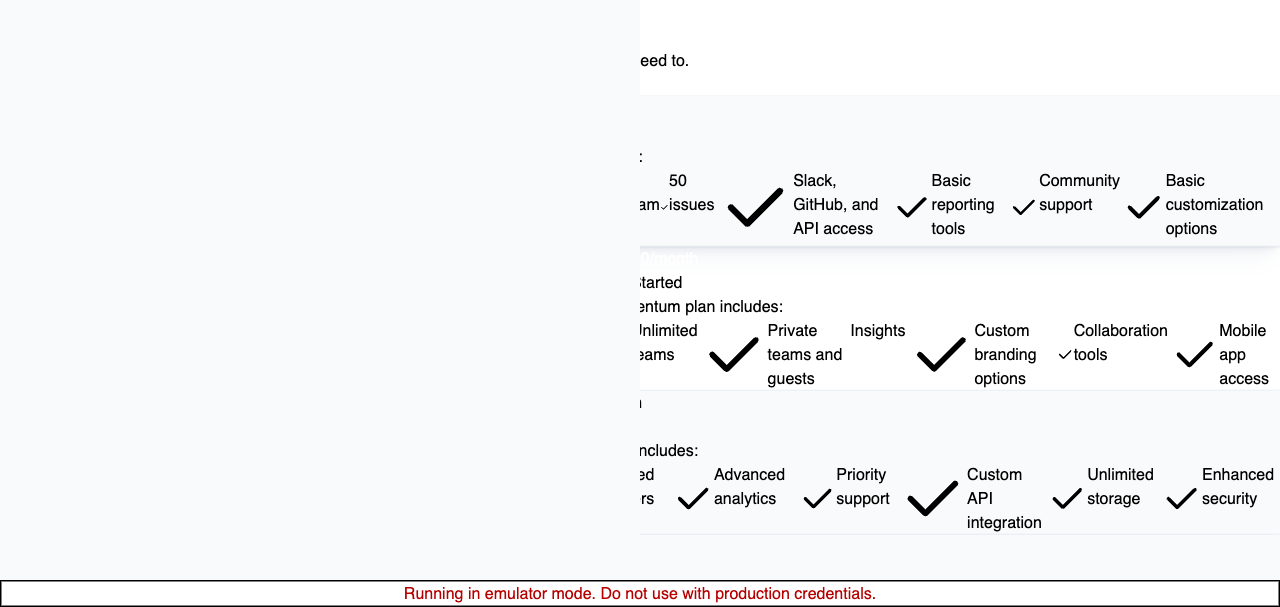 eed to.
:
am
50 issues
Slack, GitHub, and API access
Basic reporting tools
Community support
Basic customization options
0/month
Started
entum plan includes:
Unlimited
eams
Private teams and guests
Insights
Custom branding options
Collaboration tools
Mobile app access
ncludes:
ed
rs
Advanced analytics
Priority support
Custom API integration
Unlimited storage
Enhanced security
Running in emulator mode. Do not use with production credentials.